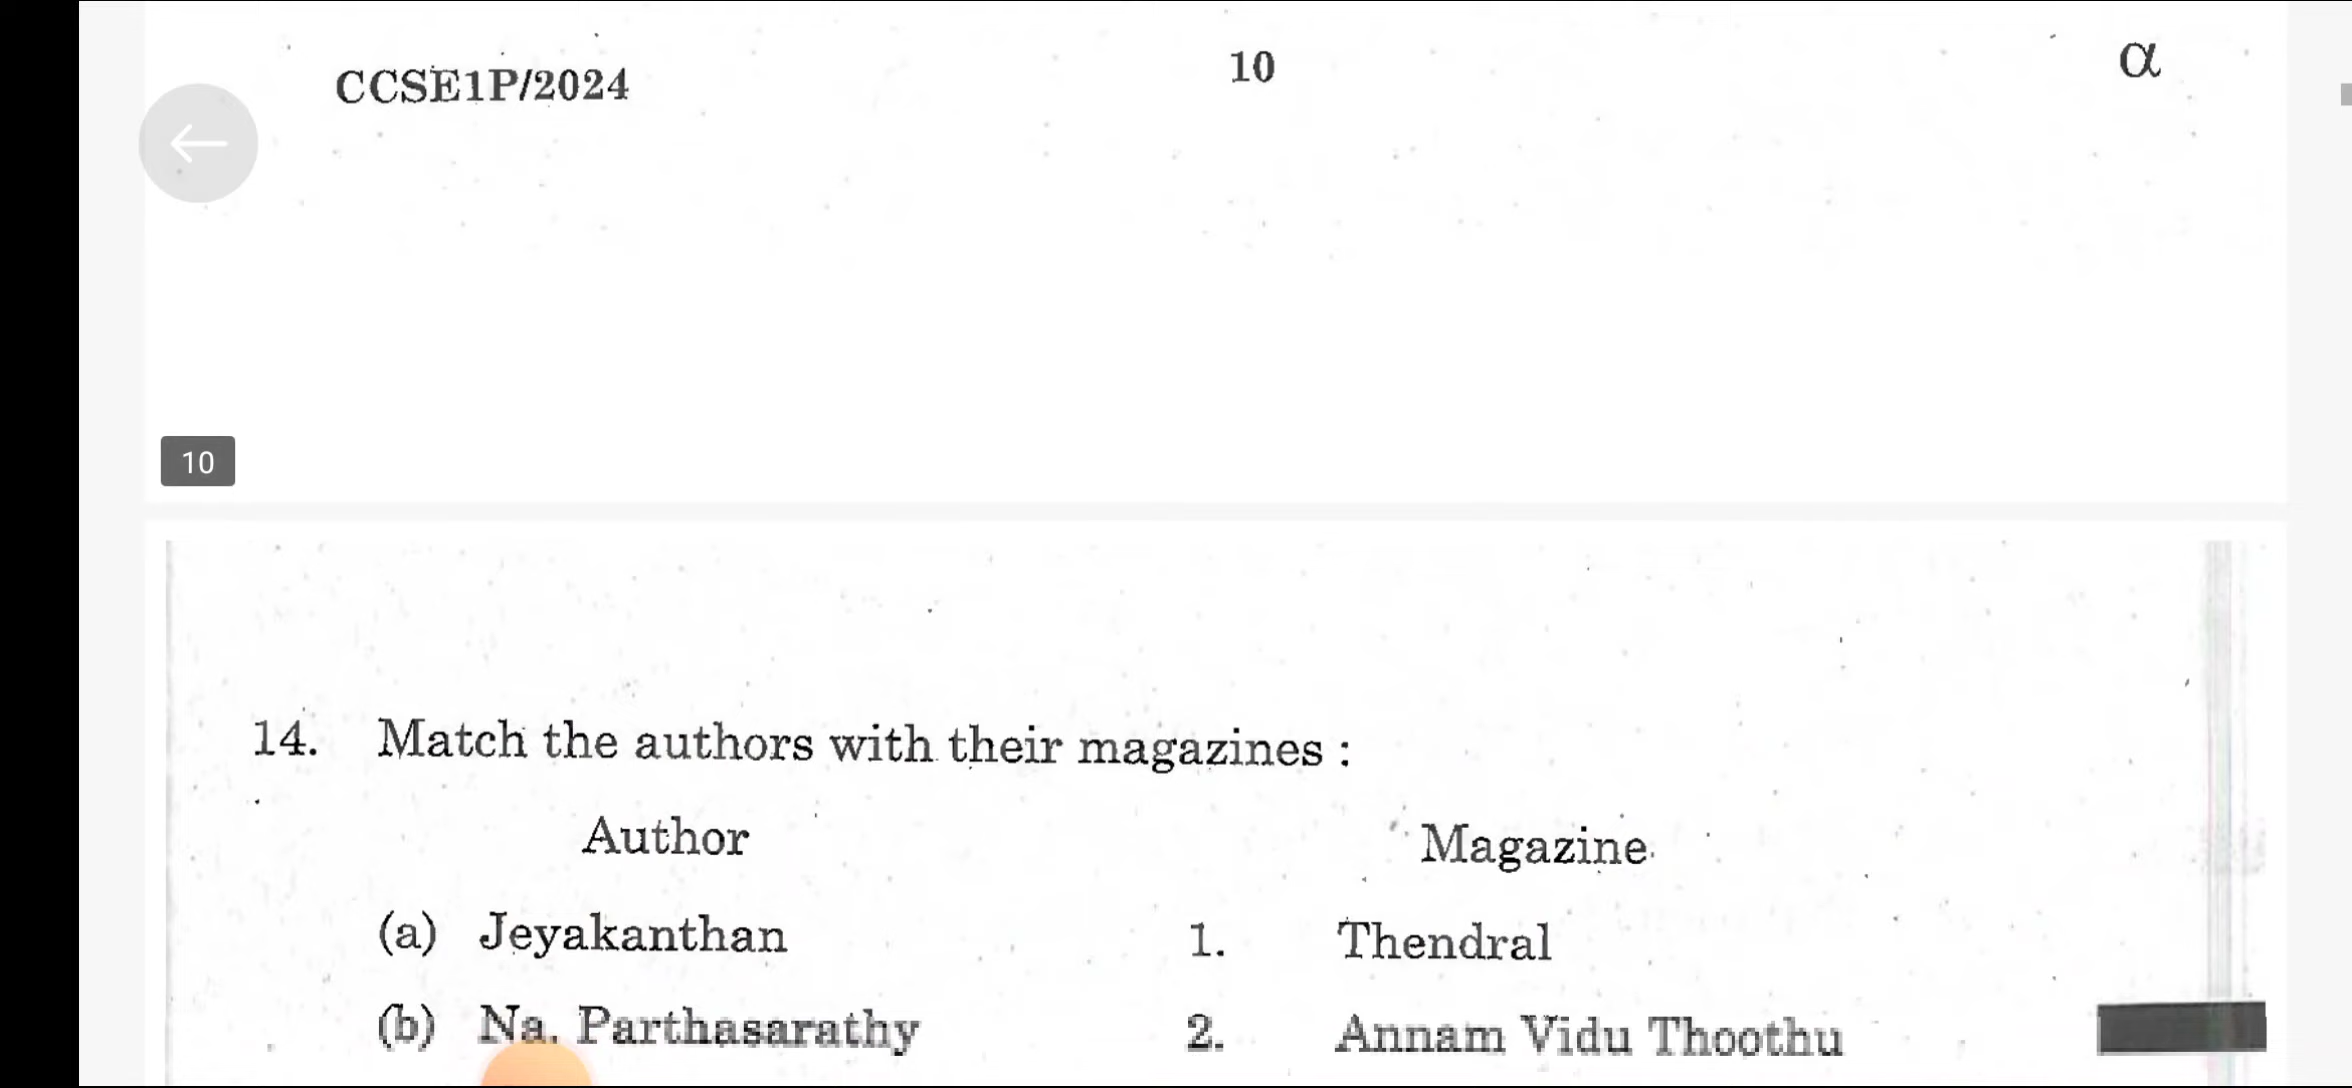 CCSE1P/2024 10 α
10
14. Match the authors with their magazines :
Author Magazine
(a) Jeyakanthan 1. Thendral
(b) Na. Parthasarathy 2. Annam Vidu Thoothu